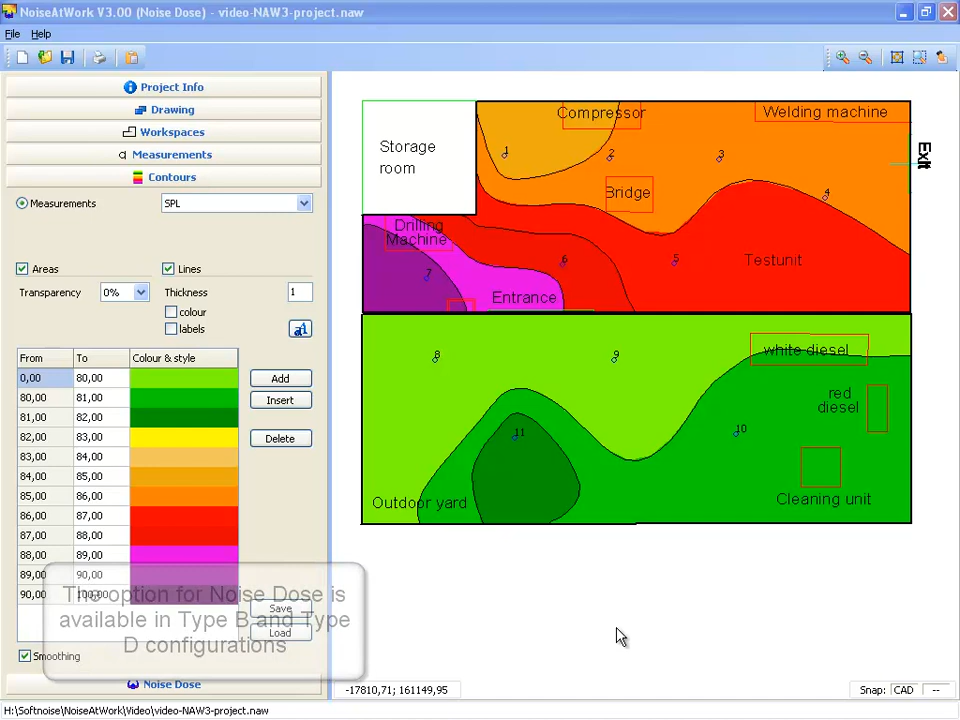 NoiseAtWork V3.00 (Noise Dose) - video-NAW3-project.naw
File Help
Project Info
Drawing
Workspaces
Measurements
Contours
Measurements SPL
Areas Lines
Transparency 0% Thickness 1
colour
labels
From To Colour & style
0,00 80,00
80,00 81,00
81,00 82,00
82,00 83,00
83,00 84,00
84,00 85,00
85,00 86,00
86,00 87,00
87,00 88,00
88,00 89,00
89,00 90,00
90,00 100,00
Add
Insert
Delete
Save
Load
The option for Noise Dose is
available in Type B and Type
D configurations
Smoothing
Noise Dose
Storage
room
Compressor
Welding machine
Exit
1
2
3
Bridge
4
Drilling
Machine
7
6
5
Testunit
Entrance
8
9
white diesel
red
diesel
11
10
Outdoor yard
Cleaning unit
-17810,71; 161149,95
Snap: CAD --
H:\Softnoise\NoiseAtWork\Video\video-NAW3-project.naw